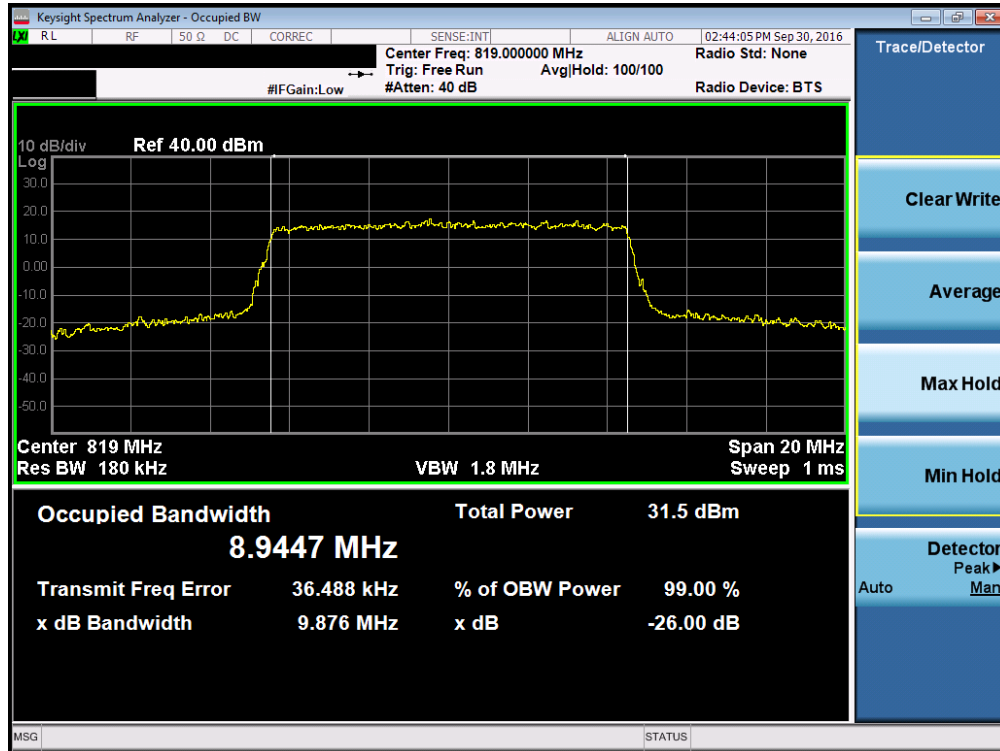 Keysight Spectrum Analyzer - Occupied BW
LXI RL RF 50 Ω DC CORREC SENSE:INT ALIGN AUTO 02:44:05 PM Sep 30, 2016
Center Freq: 819.000000 MHz Radio Std: None
Trig: Free Run Avg|Hold: 100/100
#IFGain:Low #Atten: 40 dB Radio Device: BTS
Trace/Detector
10 dB/div Ref 40.00 dBm
Log
30.0
20.0
10.0
0.00
-10.0
-20.0
-30.0
-40.0
-50.0
Center 819 MHz Span 20 MHz
Res BW 180 kHz VBW 1.8 MHz Sweep 1 ms
Occupied Bandwidth Total Power 31.5 dBm
8.9447 MHz
Transmit Freq Error 36.488 kHz % of OBW Power 99.00 %
x dB Bandwidth 9.876 MHz x dB -26.00 dB
Clear Write
Average
Max Hold
Min Hold
Detector
Peak
Auto Man
MSG STATUS